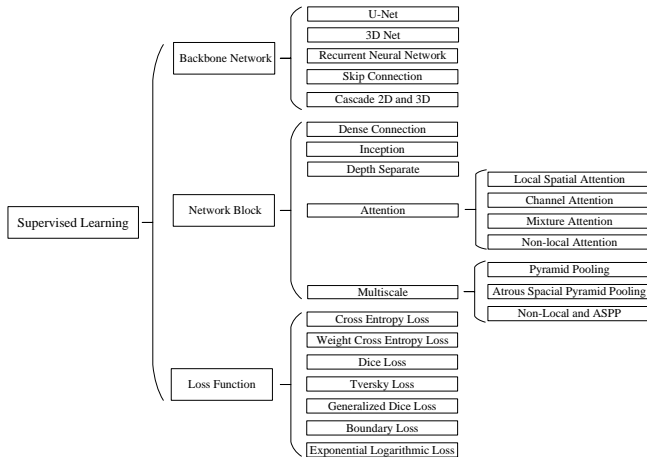 U-Net
3D Net
Backbone Network
Recurrent Neural Network
Skip Connection
Cascade 2D and 3D
Dense Connection
Inception
Depth Separate
Local Spatial Attention
Channel Attention
Supervised Learning
Network Block
Attention
Mixture Attention
Non-local Attention
Pyramid Pooling
Multiscale
Atrous Spacial Pyramid Pooling
Non-Local and ASPP
Cross Entropy Loss
Weight Cross Entropy Loss
Dice Loss
Loss Function
Tversky Loss
Generalized Dice Loss
Boundary Loss
Exponential Logarithmic Loss